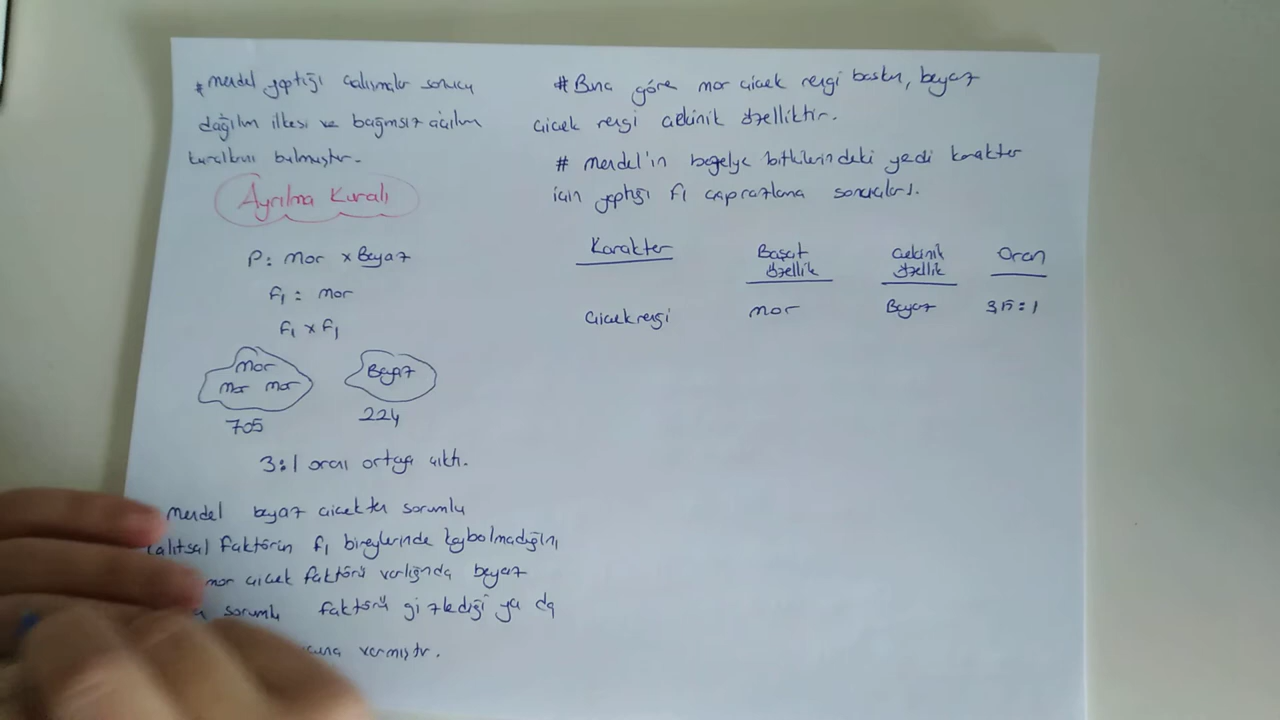 * Mendel yaptığı çalışmalar sonucu
dağılım ilkesi ve bağımsız açılım
kuralını bulmuştur.
Ayrılma Kuralı
P: mor x Beyaz
F1 : mor
F1 x F1
mor
mor mor
Beyaz
705
224
3:1 oranı ortaya çıktı.
Mendel beyaz çiçekten sorumlu
kalıtsal faktörün F1 bireylerinde kaybolmadığını,
mor çiçek faktörü varlığında beyaz
sorumlu faktörü gizlediği ya da
vermiştir.
# Buna göre mor çiçek rengi baskın, beyaz
çiçek rengi çekinik özelliktir.
# Mendel'in bezelye bitkilerindeki yedi karakter
için yaptığı F1 çaprazlama sonuçları.
Karakter Başat özellik Çekinik özellik Oran
Çiçek rengi mor Beyaz 3,15:1